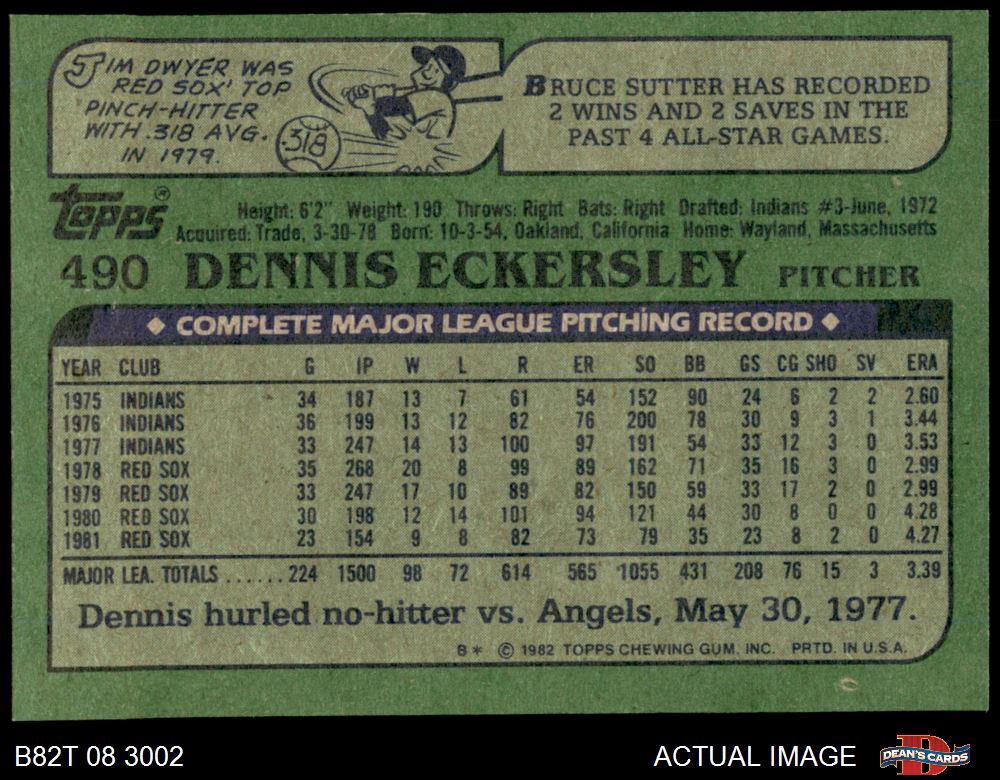 JIM DWYER WAS
RED SOX' TOP
PINCH-HITTER
WITH .318 AVG.
IN 1979.
.318
BRUCE SUTTER HAS RECORDED
2 WINS AND 2 SAVES IN THE
PAST 4 ALL-STAR GAMES.
Topps®
Height: 6'2" Weight: 190 Throws: Right Bats: Right Drafted: Indians #3-June, 1972
Acquired: Trade, 3-30-78 Born: 10-3-54, Oakland, California Home: Wayland, Massachusetts
490 DENNIS ECKERSLEY PITCHER
◆ COMPLETE MAJOR LEAGUE PITCHING RECORD ◆
YEAR CLUB G IP W L R ER SO BB GS CG SHO SV ERA
1975 INDIANS 34 187 13 7 61 54 152 90 24 6 2 2 2.60
1976 INDIANS 36 199 13 12 82 76 200 78 30 9 3 1 3.44
1977 INDIANS 33 247 14 13 100 97 191 54 33 12 3 0 3.53
1978 RED SOX 35 268 20 8 99 89 162 71 35 16 3 0 2.99
1979 RED SOX 33 247 17 10 89 82 150 59 33 17 2 0 2.99
1980 RED SOX 30 198 12 14 101 94 121 44 30 8 0 0 4.28
1981 RED SOX 23 154 9 8 82 73 79 35 23 8 2 0 4.27
MAJOR LEA. TOTALS ...... 224 1500 98 72 614 565 1055 431 208 76 15 3 3.39
Dennis hurled no-hitter vs. Angels, May 30, 1977.
B* © 1982 TOPPS CHEWING GUM, INC. PRTD. IN U.S.A.
B82T 08 3002
ACTUAL IMAGE
DEAN'S CARDS